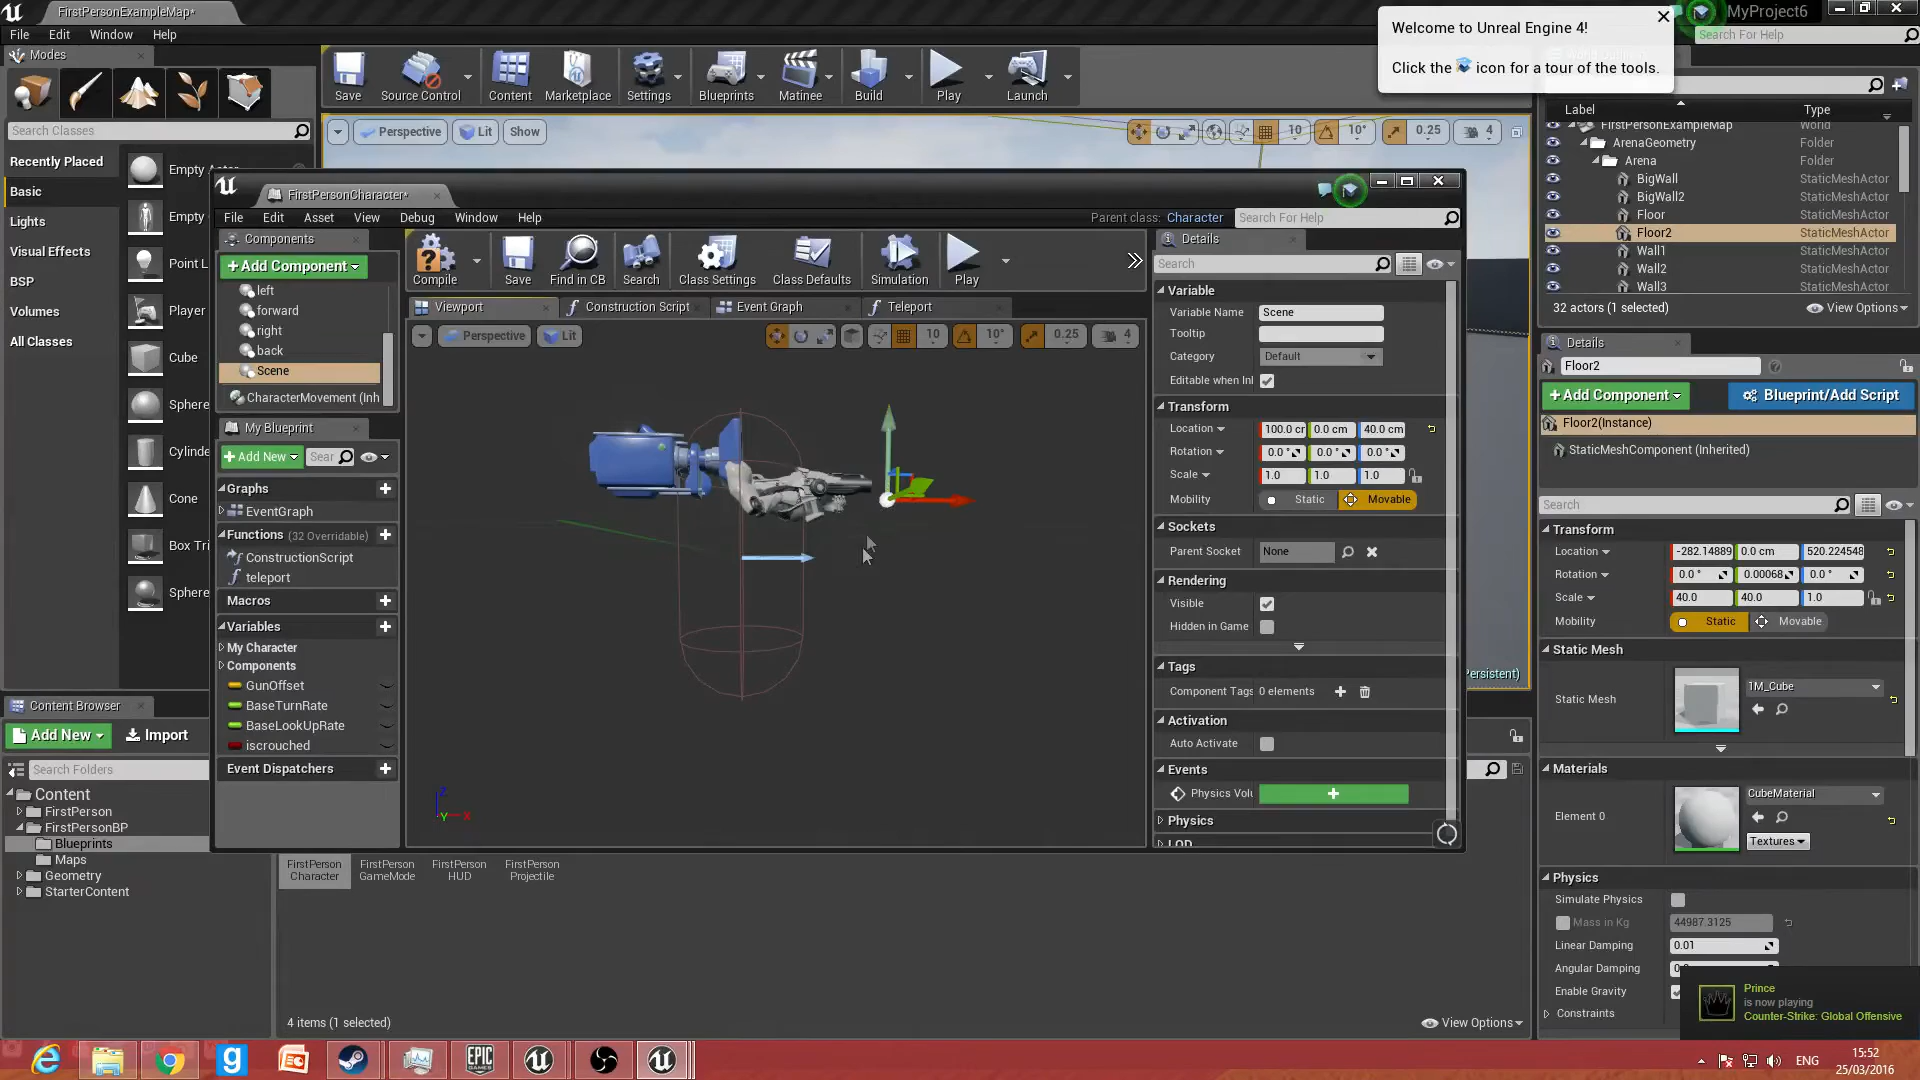 FirstPersonExampleMap*
MyProject6
File Edit Window Help
Search For Help
Welcome to Unreal Engine 4!
Click the icon for a tour of the tools.
Modes
Search Classes
Recently Placed
Basic
Lights
Visual Effects
BSP
Volumes
All Classes
Empty Actor
Empty
Point L
Player
Cube
Sphere
Cylinde
Cone
Box Tri
Sphere
Save Source Control Content Marketplace Settings Blueprints Matinee Build Play Launch
Perspective Lit Show
10 10° 0.25 4
Label Type
FirstPersonExampleMap World
ArenaGeometry Folder
Arena Folder
BigWall StaticMeshActor
BigWall2 StaticMeshActor
Floor StaticMeshActor
Floor2 StaticMeshActor
Wall1 StaticMeshActor
Wall2 StaticMeshActor
Wall3 StaticMeshActor
32 actors (1 selected) View Options
FirstPersonCharacter*
File Edit Asset View Debug Window Help
Parent class: Character Search For Help
Components
+Add Component
left
forward
right
back
Scene
CharacterMovement (Inh
My Blueprint
+Add New Sear
Graphs
EventGraph
Functions (32 Overridable)
ConstructionScript
teleport
Macros
Variables
My Character
Components
GunOffset
BaseTurnRate
BaseLookUpRate
iscrouched
Event Dispatchers
Compile Save Find in CB Search Class Settings Class Defaults Simulation Play
Viewport Construction Script Event Graph Teleport
Perspective Lit
10 10° 0.25 4
Z
Y X
Details
Search
Variable
Variable Name Scene
Tooltip
Category Default
Editable when Inl
Transform
Location 100.0 cr 0.0 cm 40.0 cm
Rotation 0.0 ° 0.0 ° 0.0 °
Scale 1.0 1.0 1.0
Mobility Static Movable
Sockets
Parent Socket None
Rendering
Visible
Hidden in Game
Tags
Component Tags 0 elements
Activation
Auto Activate
Events
Physics Volu +
Physics
LOD
Persistent)
Details
Floor2
+Add Component Blueprint/Add Script
Floor2(Instance)
StaticMeshComponent (Inherited)
Search
Transform
Location -282.14889 0.0 cm 520.224548
Rotation 0.0 ° 0.00068 0.0 °
Scale 40.0 40.0 1.0
Mobility Static Movable
Static Mesh
Static Mesh 1M_Cube
Materials
Element 0 CubeMaterial
Textures
Physics
Simulate Physics
Mass in Kg 44987.3125
Linear Damping 0.01
Angular Damping
Enable Gravity
Constraints
Prince
is now playing
Counter-Strike: Global Offensive
Content Browser
Add New Import
Search Folders
Content
FirstPerson
FirstPersonBP
Blueprints
Maps
Geometry
StarterContent
FirstPerson Character
FirstPerson GameMode
FirstPerson HUD
FirstPerson Projectile
4 items (1 selected) View Options
EPIC GAMES
ENG 15:52
25/03/2016